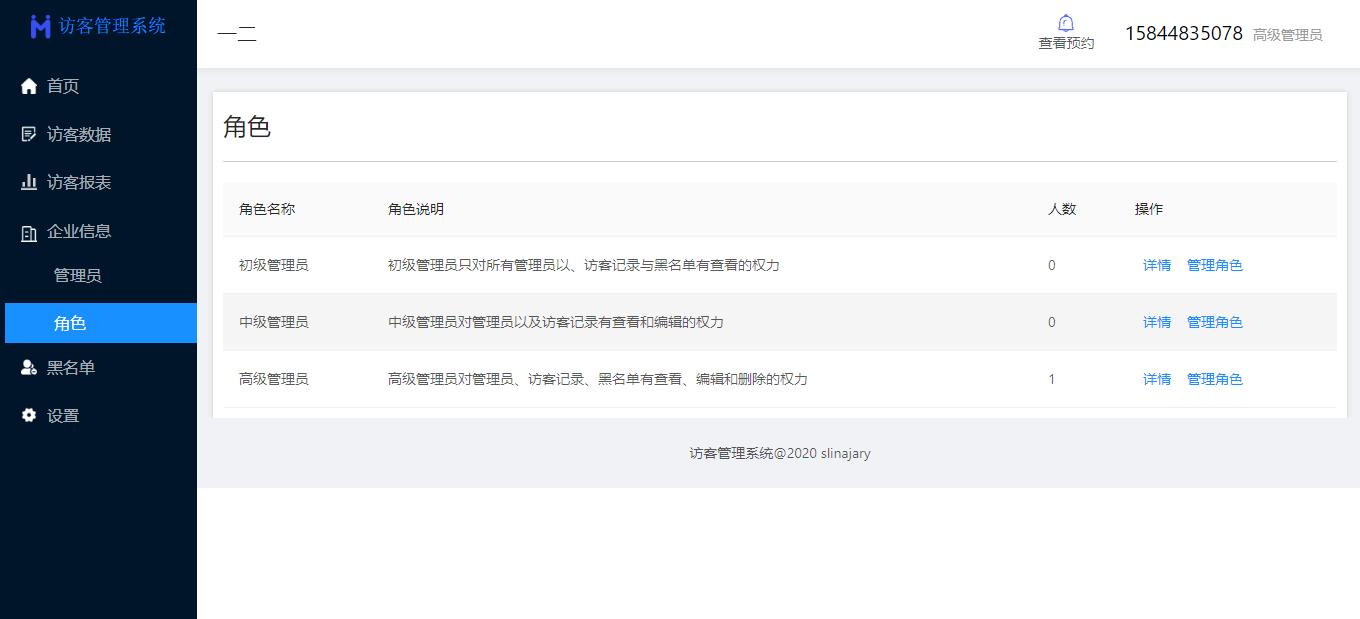 访客管理系统
一二
查看预约
15844835078 高级管理员
首页
访客数据
访客报表
企业信息
管理员
角色
黑名单
设置
角色
角色名称 角色说明 人数 操作
初级管理员 初级管理员只对所有管理员以、访客记录与黑名单有查看的权力 0 详情 管理角色
中级管理员 中级管理员对管理员以及访客记录有查看和编辑的权力 0 详情 管理角色
高级管理员 高级管理员对管理员、访客记录、黑名单有查看、编辑和删除的权力 1 详情 管理角色
访客管理系统@2020 slinajary